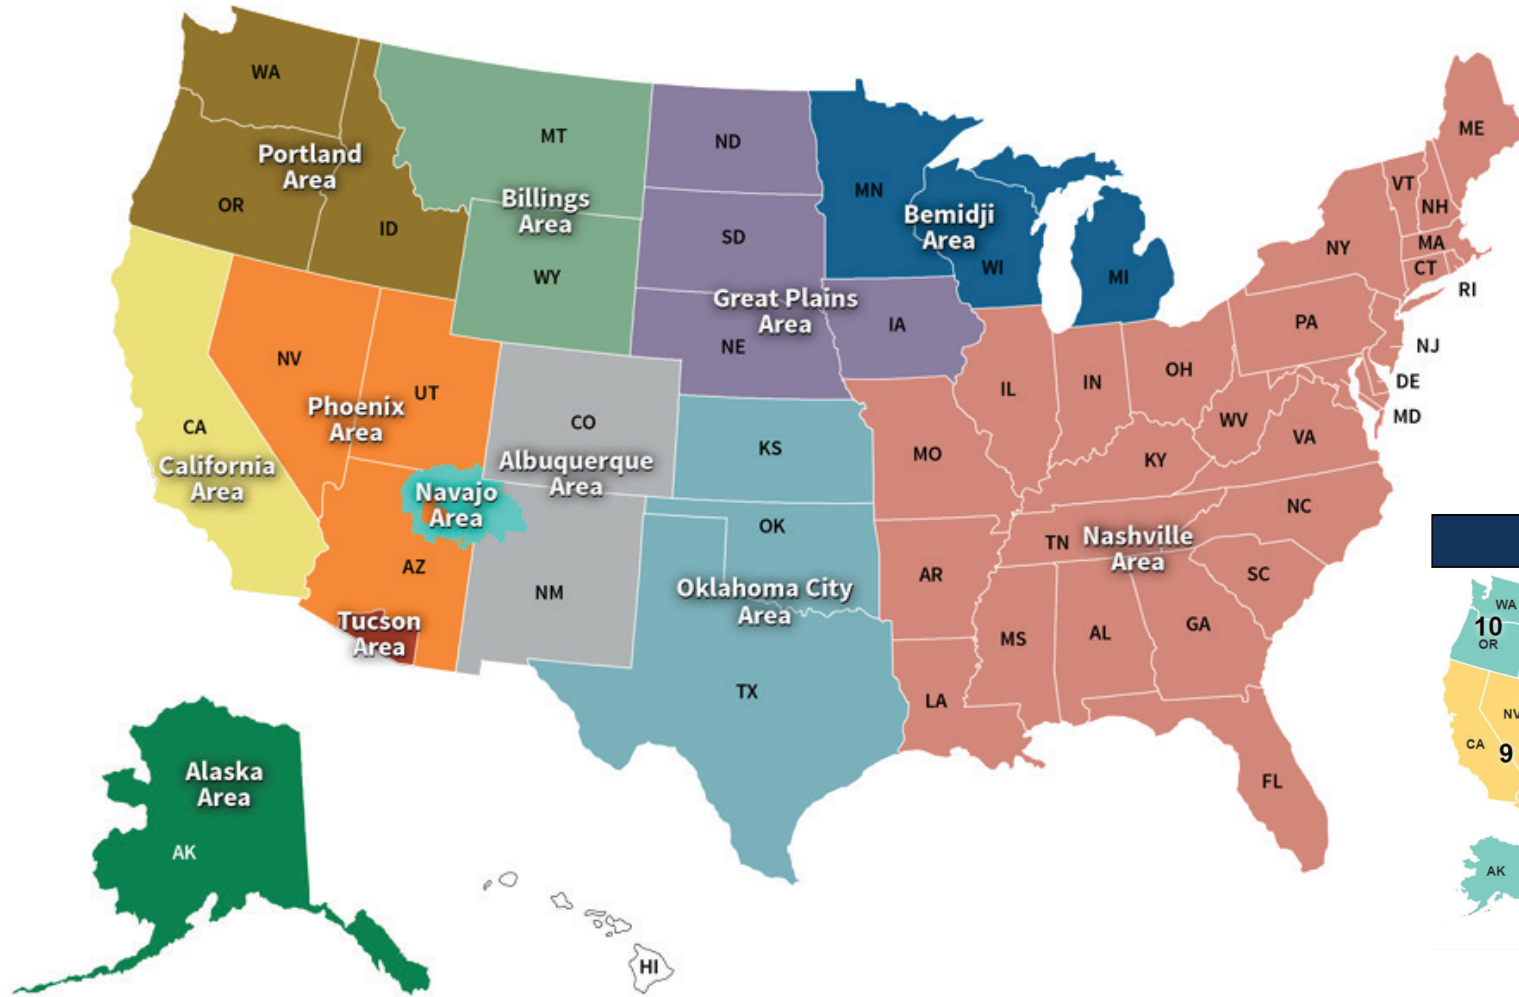 WA
MT
ND
ME
Portland
Area
MN
VT
NH
OR
ID
Billings
Area
Bemidji
Area
SD
NY
MA
WY
WI
MI
CT
RI
Great Plains
Area
IA
PA
NJ
NV
NE
IL
IN
OH
DE
UT
Phoenix
Area
CO
WV
MD
CA
KS
MO
KY
VA
California
Area
Albuquerque
Area
Navajo
Area
NC
OK
TN
Nashville
Area
AZ
AR
SC
NM
Oklahoma City
Area
Tucson
Area
MS
AL
GA
TX
LA
FL
Alaska
Area
AK
HI
WA
10
OR
NV
CA
9
AK